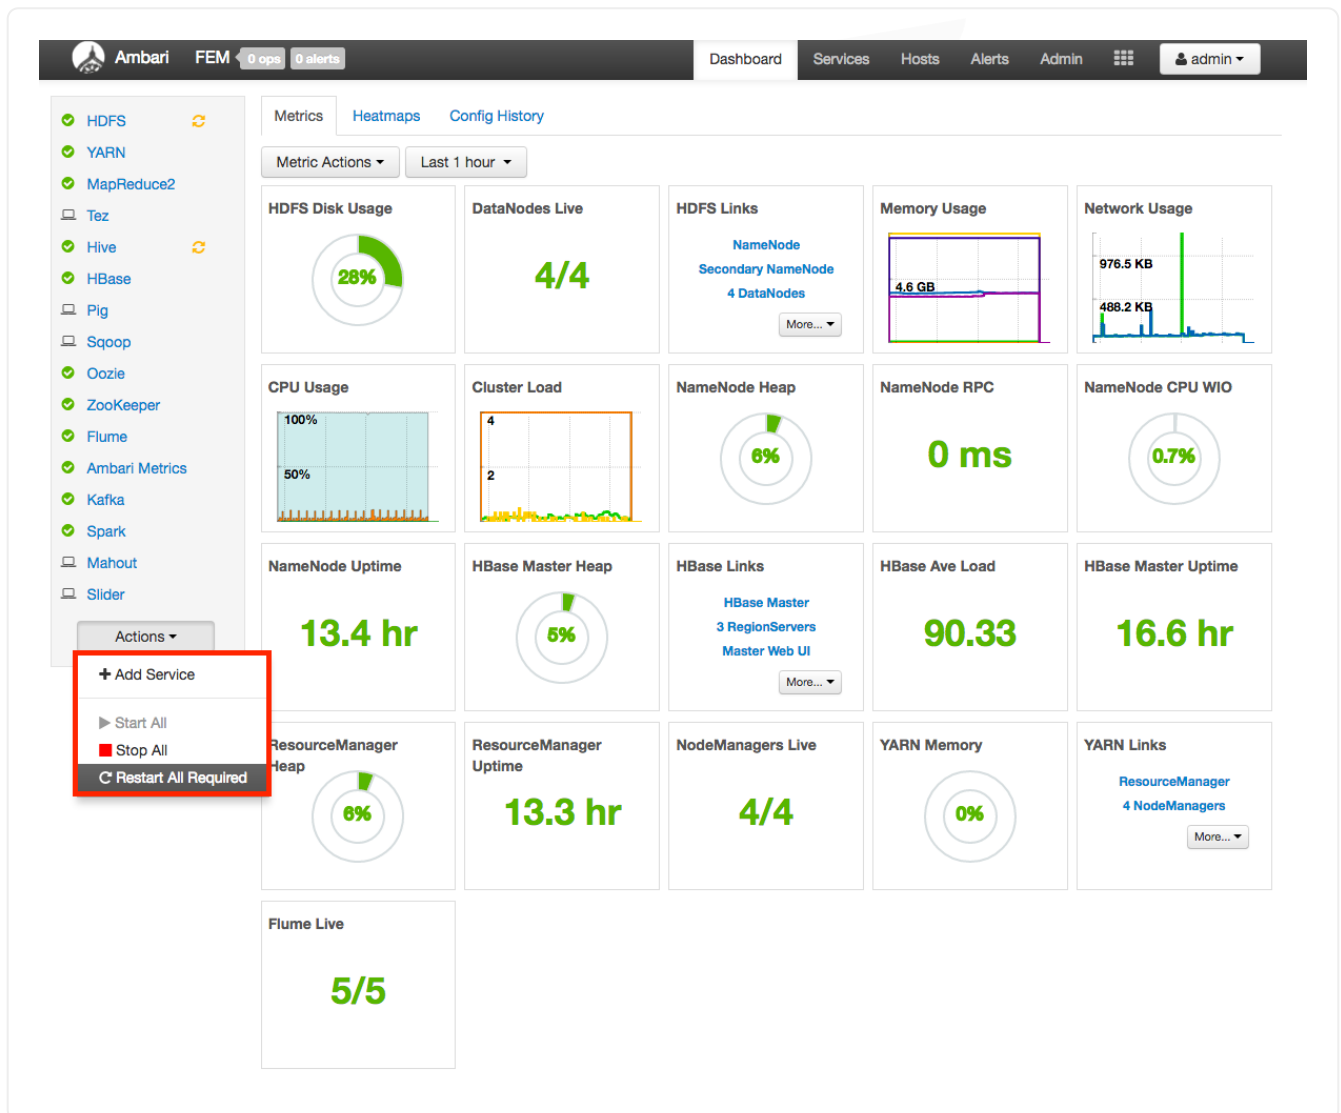 Ambari FEM 0 ops 0 alerts Dashboard Services Hosts Alerts Admin admin
HDFS
YARN
MapReduce2
Tez
Hive
HBase
Pig
Sqoop
Oozie
ZooKeeper
Flume
Ambari Metrics
Kafka
Spark
Mahout
Slider
Actions
Add Service
Start All
Stop All
Restart All Required
Metrics Heatmaps Config History
Metric Actions Last 1 hour
HDFS Disk Usage
28%
DataNodes Live
4/4
HDFS Links
NameNode
Secondary NameNode
4 DataNodes
More...
Memory Usage
4.6 GB
Network Usage
976.5 KB
488.2 KB
CPU Usage
100%
50%
Cluster Load
4
2
NameNode Heap
6%
NameNode RPC
0 ms
NameNode CPU WIO
0.7%
NameNode Uptime
13.4 hr
HBase Master Heap
5%
HBase Links
HBase Master
3 RegionServers
Master Web UI
More...
HBase Ave Load
90.33
HBase Master Uptime
16.6 hr
ResourceManager
Heap
6%
ResourceManager
Uptime
13.3 hr
NodeManagers Live
4/4
YARN Memory
0%
YARN Links
ResourceManager
4 NodeManagers
More...
Flume Live
5/5